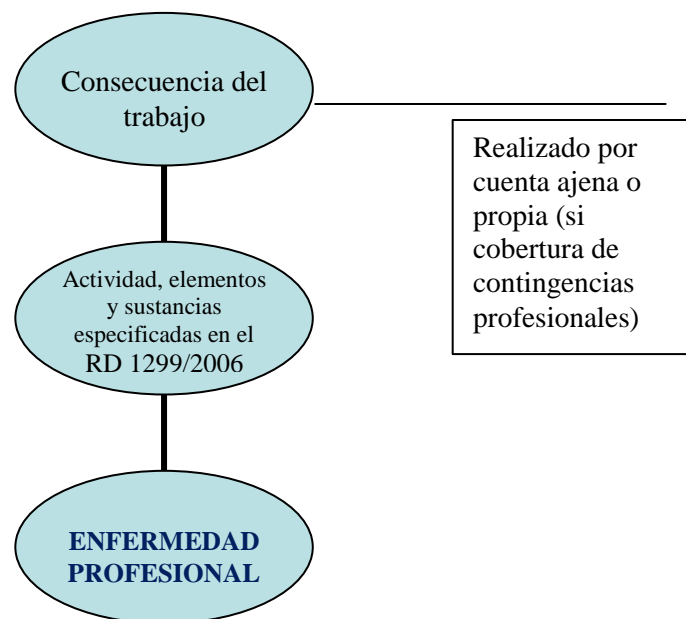 Consecuencia del
trabajo
Realizado por
cuenta ajena o
propia (si
cobertura de
contingencias
profesionales)
Actividad, elementos
y sustancias
especificadas en el
RD 1299/2006
ENFERMEDAD
PROFESIONAL